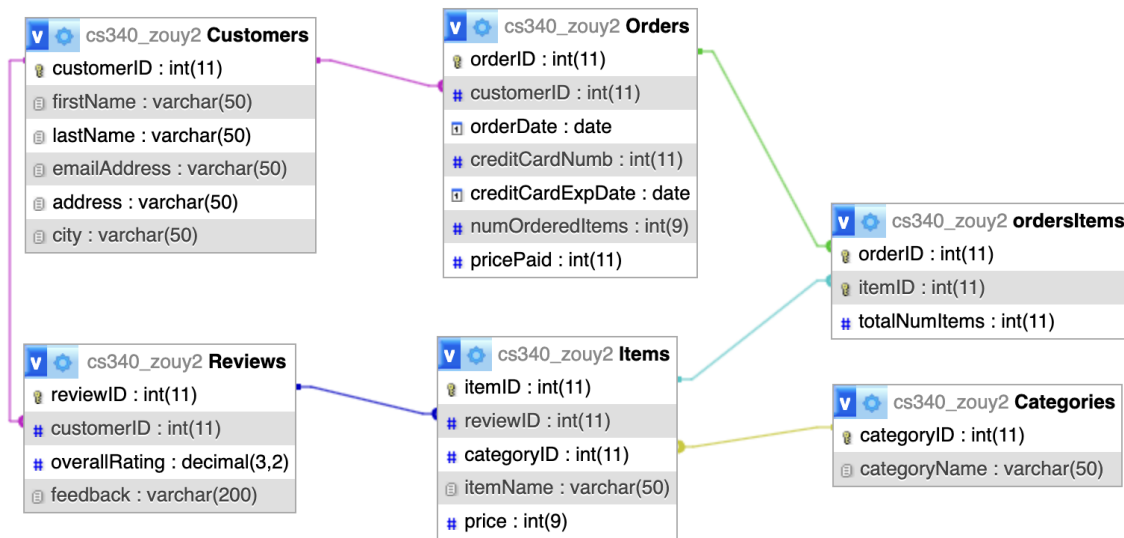 cs340_zouy2 Customers
customerID : int(11)
firstName : varchar(50)
lastName : varchar(50)
emailAddress : varchar(50)
address : varchar(50)
city : varchar(50)
cs340_zouy2 Orders
orderID : int(11)
customerID : int(11)
orderDate : date
creditCardNumb : int(11)
creditCardExpDate : date
numOrderedItems : int(9)
pricePaid : int(11)
cs340_zouy2 ordersItems
orderID : int(11)
itemID : int(11)
totalNumItems : int(11)
cs340_zouy2 Reviews
reviewID : int(11)
customerID : int(11)
overallRating : decimal(3,2)
feedback : varchar(200)
cs340_zouy2 Items
itemID : int(11)
reviewID : int(11)
categoryID : int(11)
itemName : varchar(50)
price : int(9)
cs340_zouy2 Categories
categoryID : int(11)
categoryName : varchar(50)